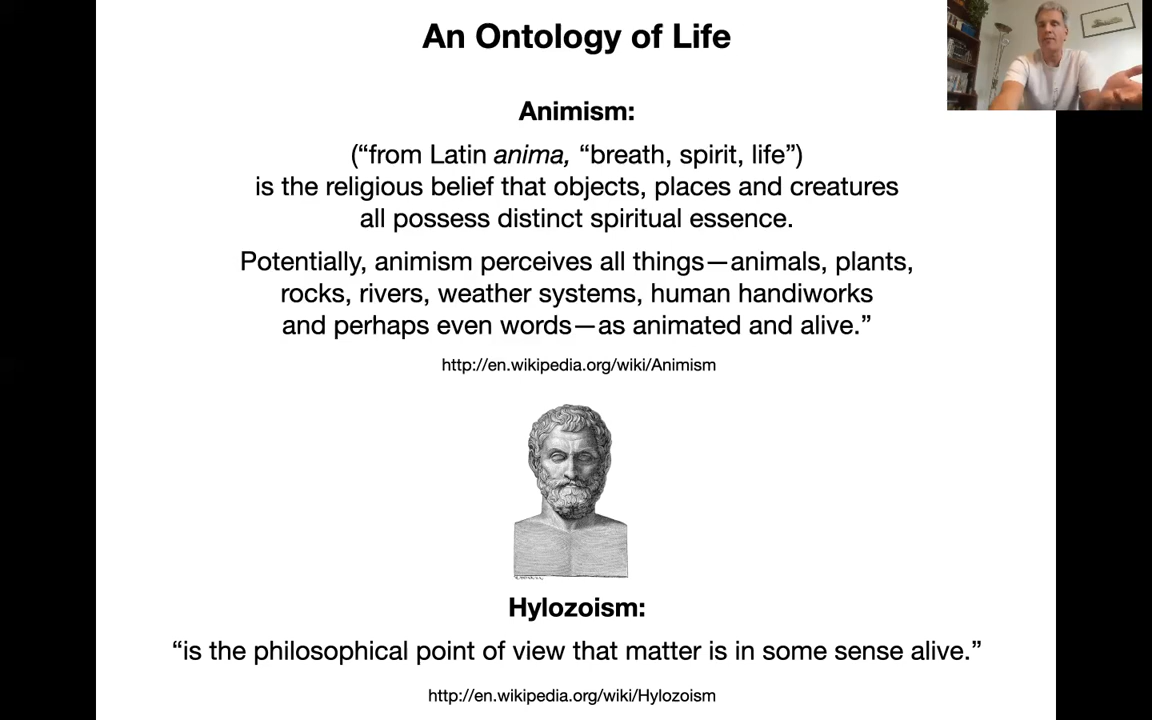 An Ontology of Life
Animism:
(“from Latin anima, “breath, spirit, life”)
is the religious belief that objects, places and creatures
all possess distinct spiritual essence.
Potentially, animism perceives all things—animals, plants,
rocks, rivers, weather systems, human handiworks
and perhaps even words—as animated and alive.”
http://en.wikipedia.org/wiki/Animism
Hylozoism:
“is the philosophical point of view that matter is in some sense alive.”
http://en.wikipedia.org/wiki/Hylozoism